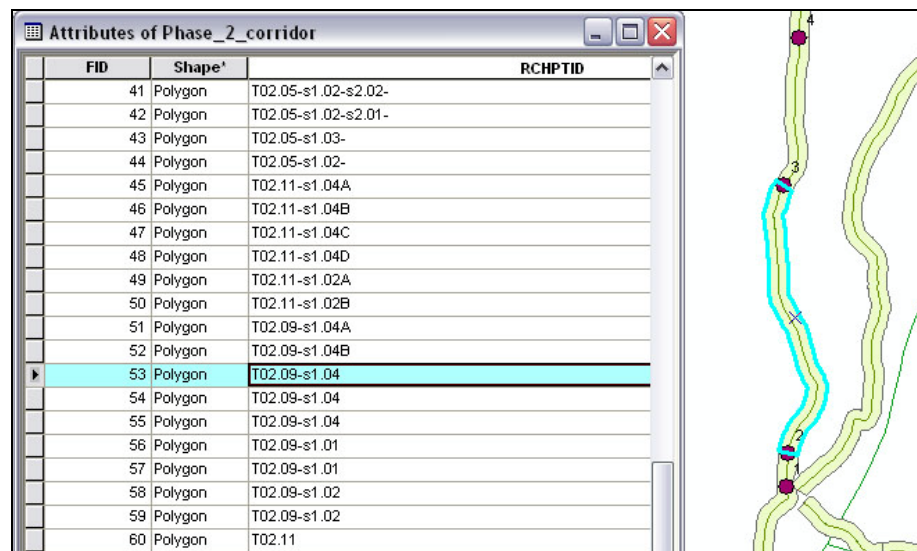 Attributes of Phase_2_corridor
FID Shape* RCHPTID
41 Polygon T02.05-s1.02-s2.02-
42 Polygon T02.05-s1.02-s2.01-
43 Polygon T02.05-s1.03-
44 Polygon T02.05-s1.02-
45 Polygon T02.11-s1.04A
46 Polygon T02.11-s1.04B
47 Polygon T02.11-s1.04C
48 Polygon T02.11-s1.04D
49 Polygon T02.11-s1.02A
50 Polygon T02.11-s1.02B
51 Polygon T02.09-s1.04A
52 Polygon T02.09-s1.04B
53 Polygon T02.09-s1.04
54 Polygon T02.09-s1.04
55 Polygon T02.09-s1.04
56 Polygon T02.09-s1.01
57 Polygon T02.09-s1.01
58 Polygon T02.09-s1.02
59 Polygon T02.09-s1.02
60 Polygon T02.11
4
3
2
1